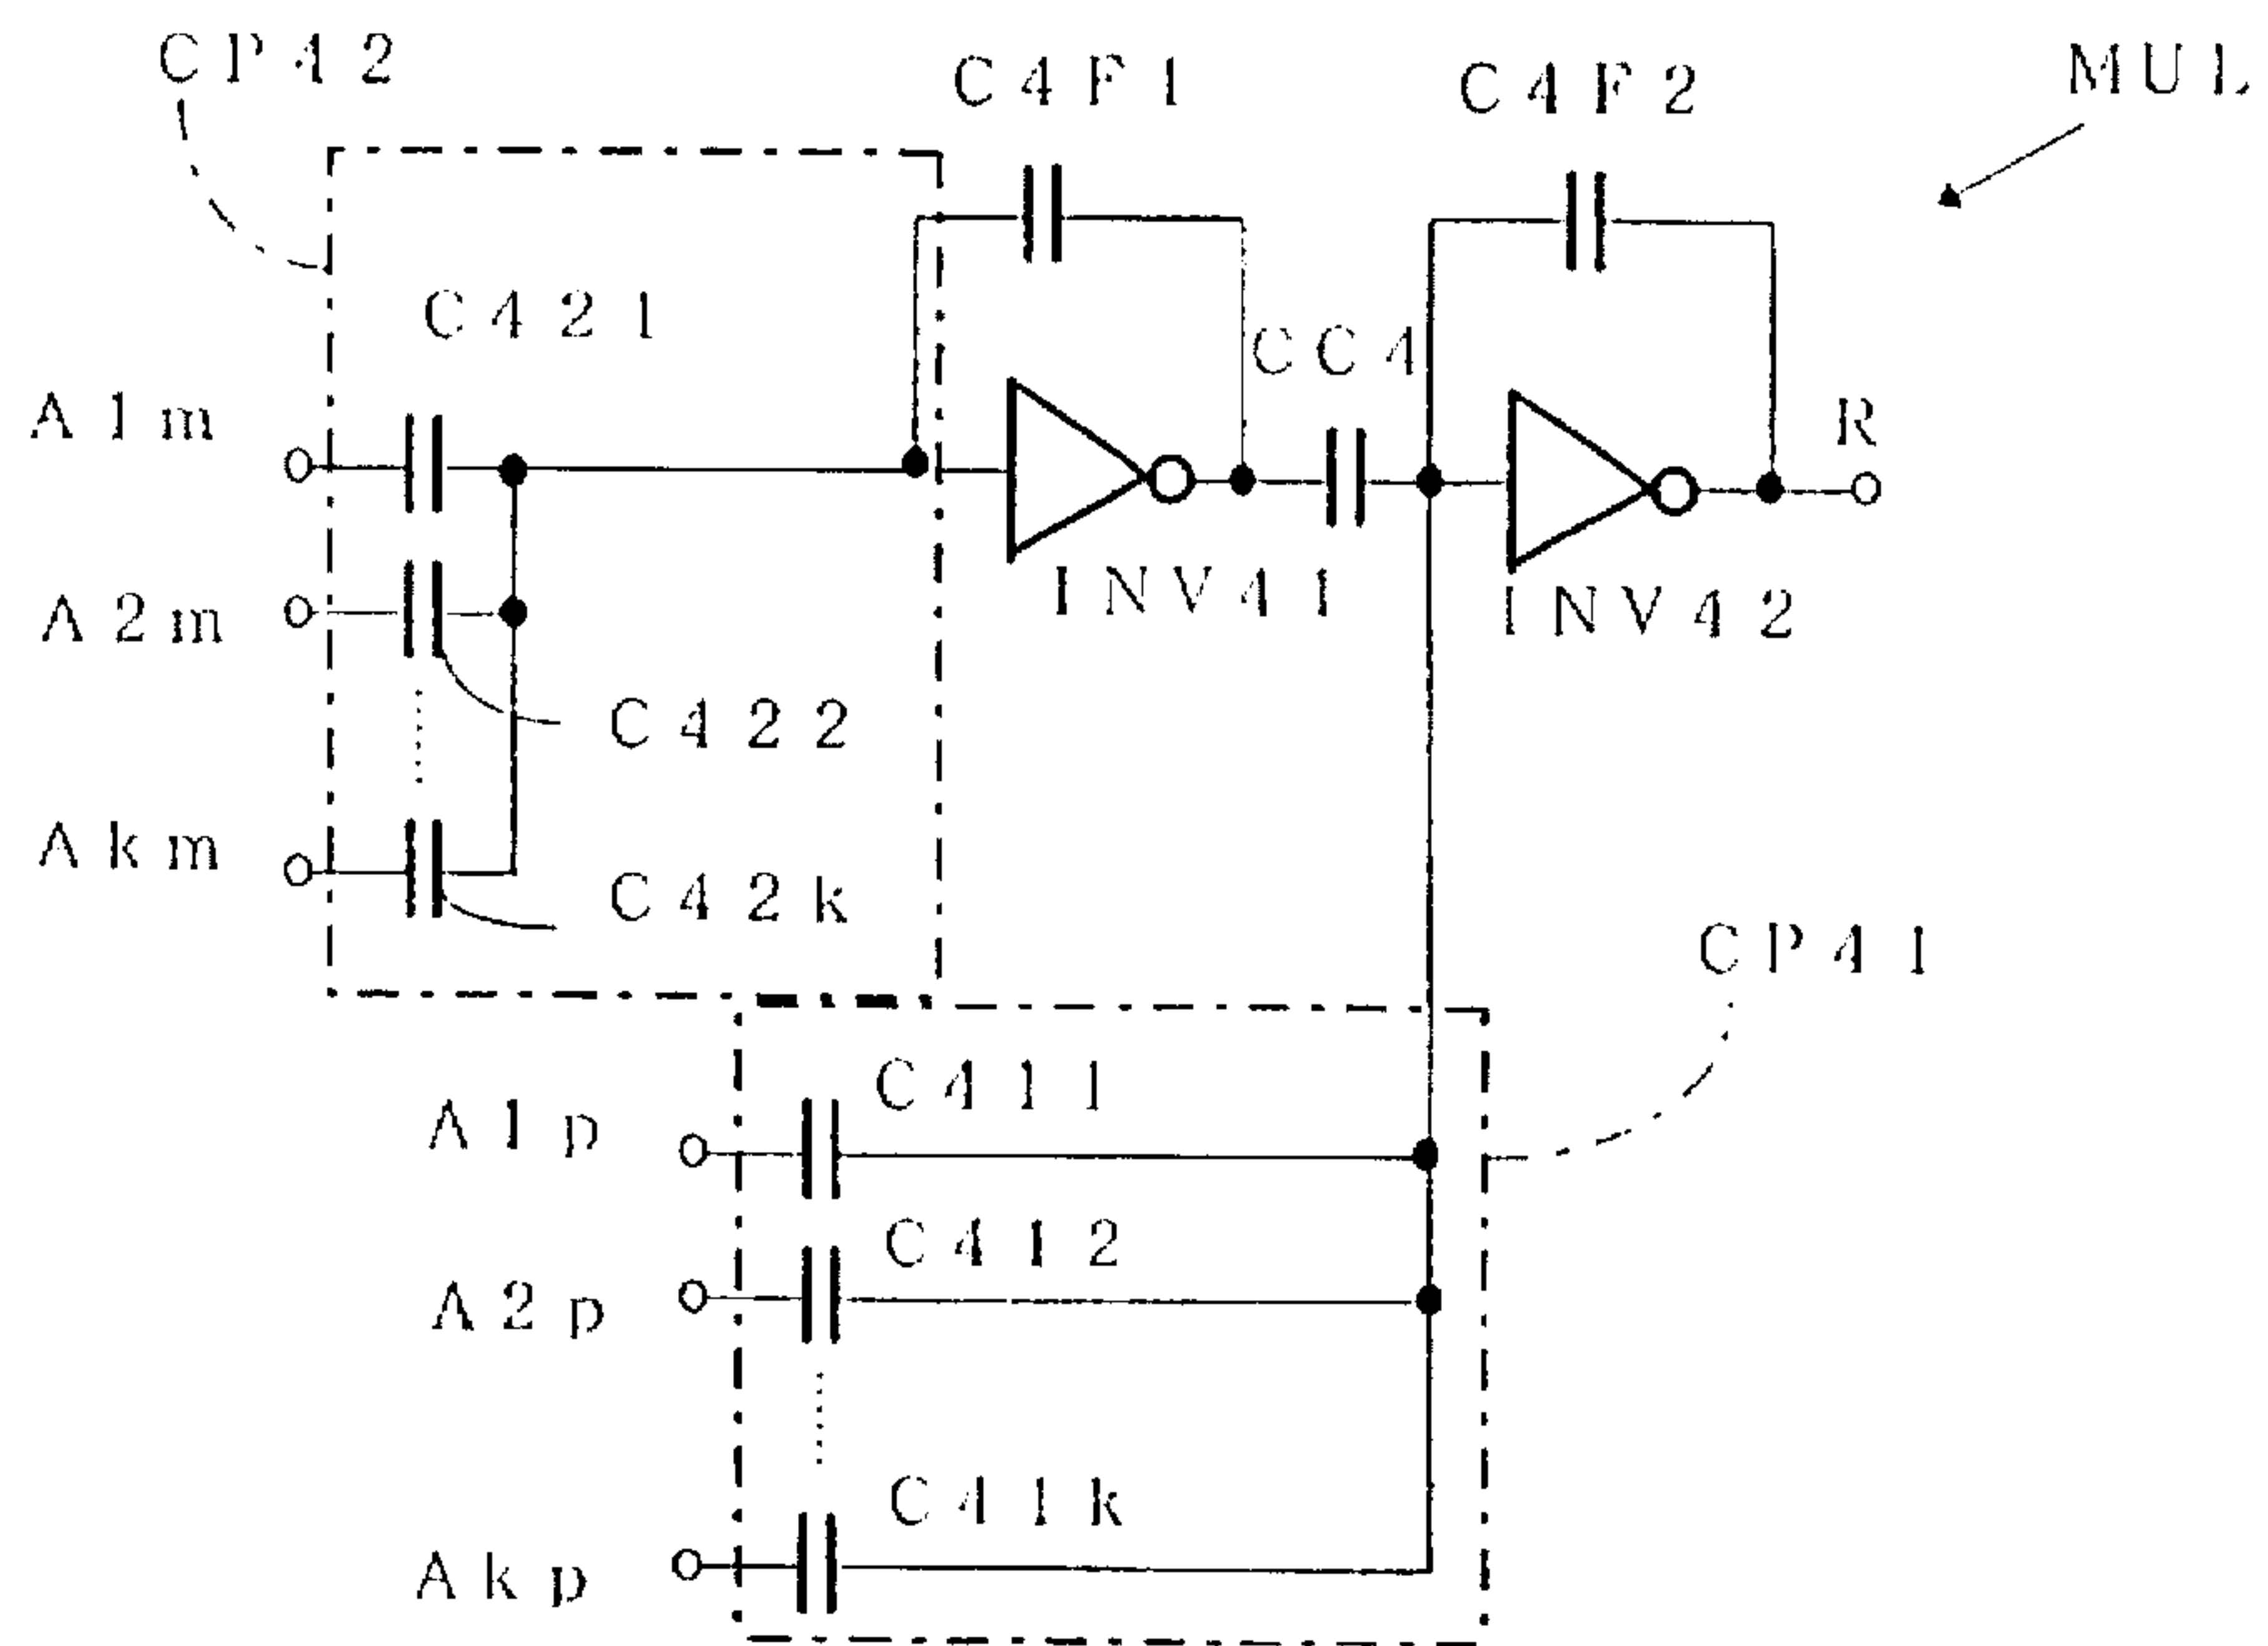 CP42
C4F1
C4F2
MUL
C421
CC4
A1m
R
A2m
INV41
INV42
C422
Akm
C42k
CP41
C411
A1p
C412
A2p
C41k
Akp